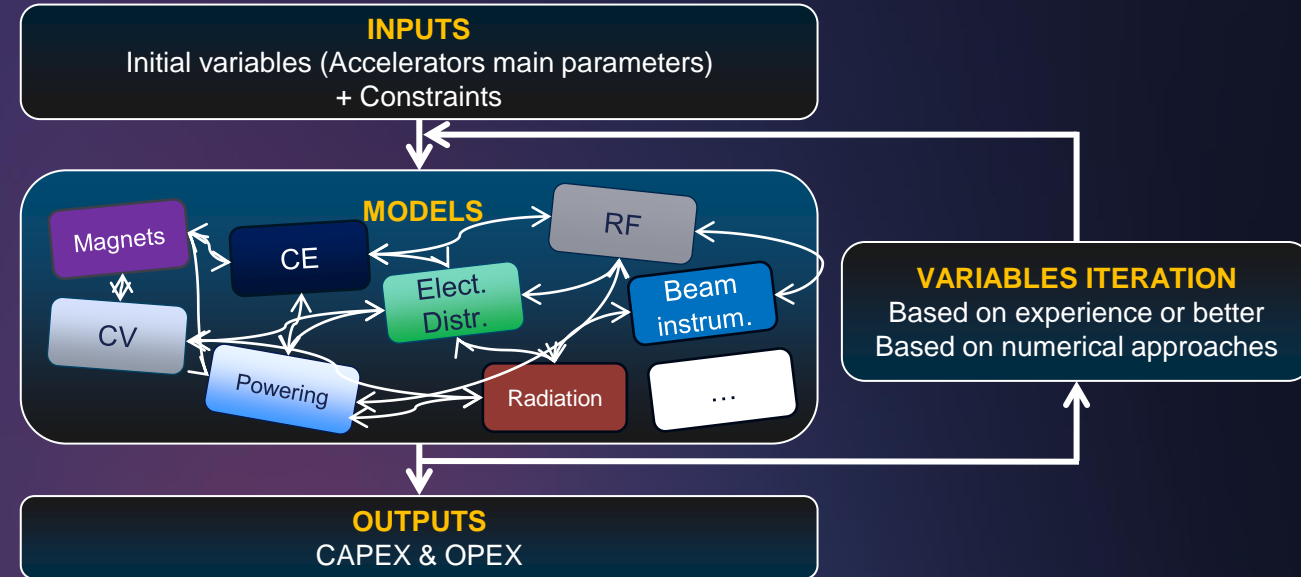 INPUTS
Initial variables (Accelerators main parameters)
+ Constraints
MODELS
Magnets
CE
RF
CV
Elect.
Distr.
Beam
instrum.
Powering
Radiation
...
VARIABLES ITERATION
Based on experience or better
Based on numerical approaches
OUTPUTS
CAPEX & OPEX